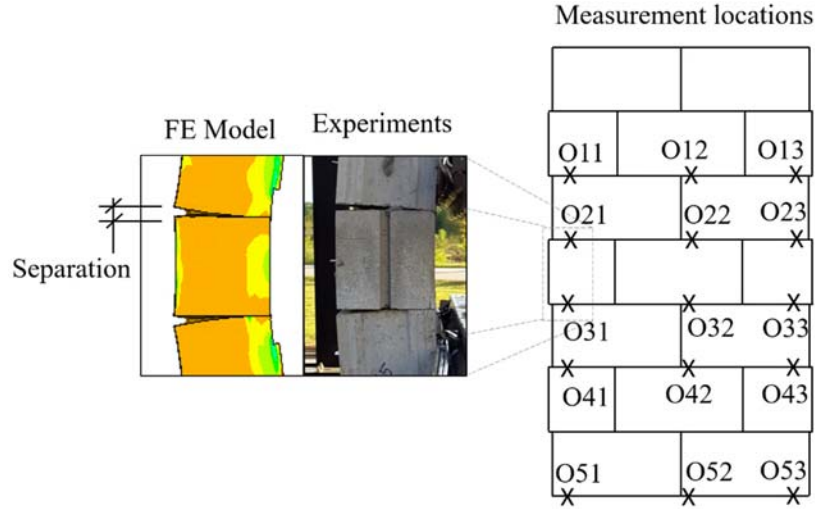 Measurement locations
FE Model
Experiments
Separation
O11 O12 O13
O21 O22 O23
O31 O32 O33
O41 O42 O43
O51 O52 O53